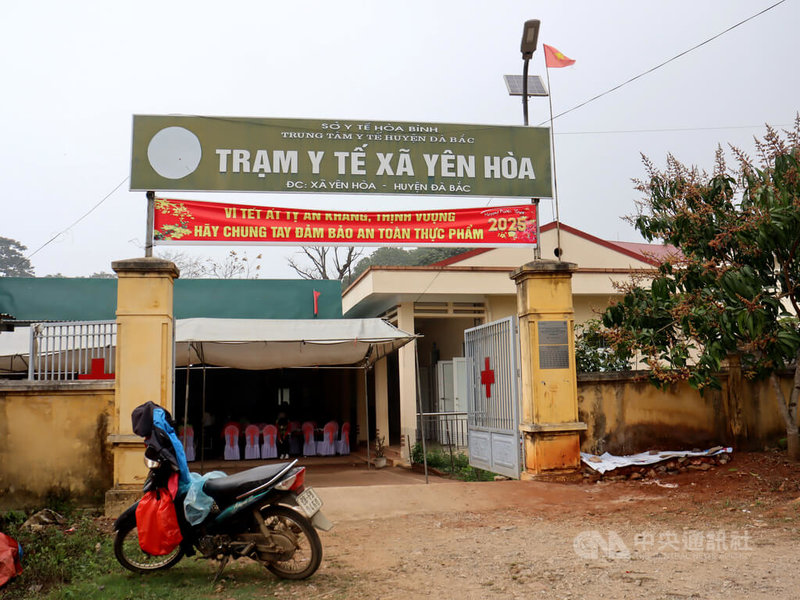 SỞ Y TẾ HÒA BÌNH
TRUNG TÂM Y TẾ HUYỆN ĐÀ BẮC
TRẠM Y TẾ XÃ YÊN HÒA
ĐC: XÃ YÊN HÒA - HUYỆN ĐÀ BẮC
VÌ TẾT ẤT TỴ AN KHANG, THỊNH VƯỢNG
HÃY CHUNG TAY ĐẢM BẢO AN TOÀN THỰC PHẨM
2025
CNA 中央通訊社